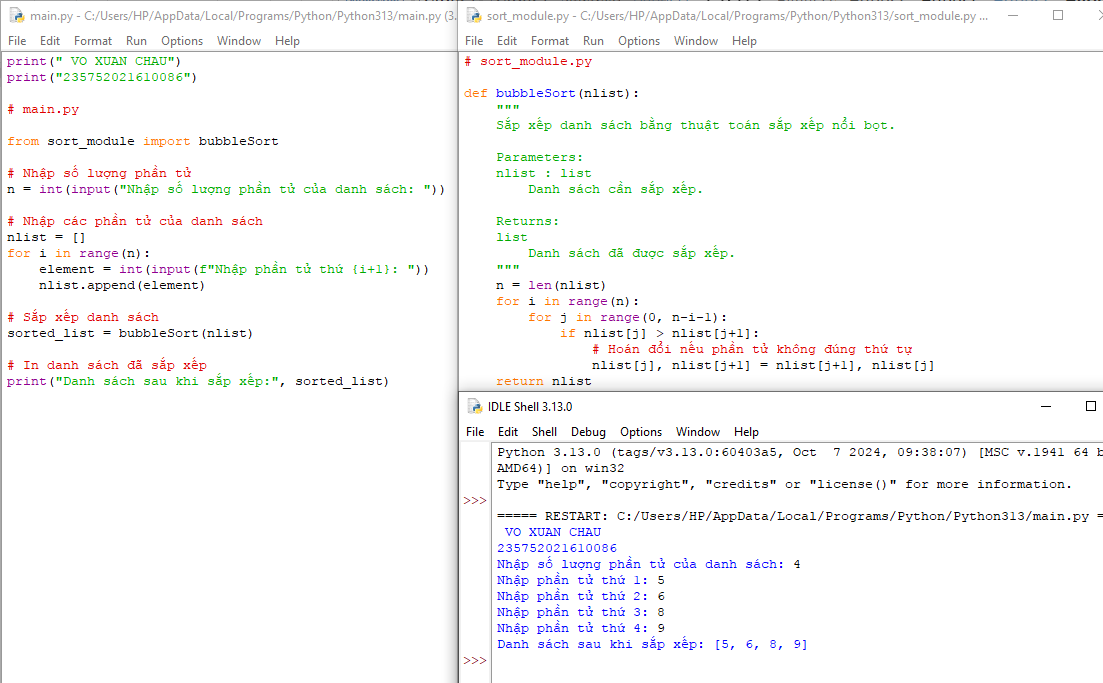 main.py - C:/Users/HP/AppData/Local/Programs/Python/Python313/main.py (3.
File Edit Format Run Options Window Help
print(" VO XUAN CHAU")
print("235752021610086")

# main.py

from sort_module import bubbleSort

# Nhập số lượng phần tử
n = int(input("Nhập số lượng phần tử của danh sách: "))

# Nhập các phần tử của danh sách
nlist = []
for i in range(n):
    element = int(input(f"Nhập phần tử thứ {i+1}: "))
    nlist.append(element)

# Sắp xếp danh sách
sorted_list = bubbleSort(nlist)

# In danh sách đã sắp xếp
print("Danh sách sau khi sắp xếp:", sorted_list)

sort_module.py - C:/Users/HP/AppData/Local/Programs/Python/Python313/sort_module.py ...
File Edit Format Run Options Window Help
# sort_module.py

def bubbleSort(nlist):
    """
    Sắp xếp danh sách bằng thuật toán sắp xếp nổi bọt.

    Parameters:
    nlist : list
        Danh sách cần sắp xếp.

    Returns:
    list
        Danh sách đã được sắp xếp.
    """
    n = len(nlist)
    for i in range(n):
        for j in range(0, n-i-1):
            if nlist[j] > nlist[j+1]:
                # Hoán đổi nếu phần tử không đúng thứ tự
                nlist[j], nlist[j+1] = nlist[j+1], nlist[j]
    return nlist

IDLE Shell 3.13.0
File Edit Shell Debug Options Window Help
Python 3.13.0 (tags/v3.13.0:60403a5, Oct  7 2024, 09:38:07) [MSC v.1941 64 b
AMD64)] on win32
Type "help", "copyright", "credits" or "license()" for more information.
>>>
===== RESTART: C:/Users/HP/AppData/Local/Programs/Python/Python313/main.py =
 VO XUAN CHAU
235752021610086
Nhập số lượng phần tử của danh sách: 4
Nhập phần tử thứ 1: 5
Nhập phần tử thứ 2: 6
Nhập phần tử thứ 3: 8
Nhập phần tử thứ 4: 9
Danh sách sau khi sắp xếp: [5, 6, 8, 9]
>>>